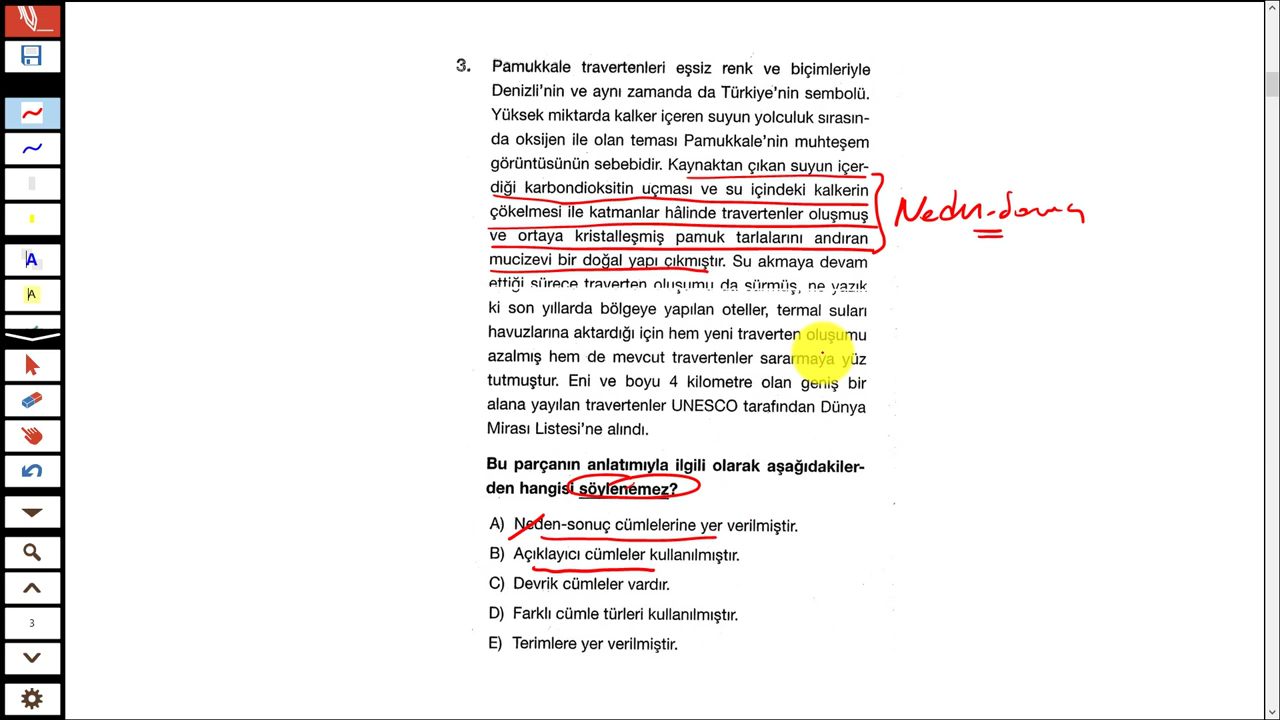 3. Pamukkale travertenleri eşsiz renk ve biçimleriyle
Denizli'nin ve aynı zamanda da Türkiye'nin sembolü.
Yüksek miktarda kalker içeren suyun yolculuk sırasın-
da oksijen ile olan teması Pamukkale'nin muhteşem
görüntüsünün sebebidir. Kaynaktan çıkan suyun içer-
diği karbondioksitin uçması ve su içindeki kalkerin
çökelmesi ile katmanlar hâlinde travertenler oluşmuş
ve ortaya kristalleşmiş pamuk tarlalarını andıran
mucizevi bir doğal yapı çıkmıştır. Su akmaya devam
ettiği sürece traverten oluşumu da sürmüş, ne yazık
ki son yıllarda bölgeye yapılan oteller, termal suları
havuzlarına aktardığı için hem yeni traverten oluşumu
azalmış hem de mevcut travertenler sararmaya yüz
tutmuştur. Eni ve boyu 4 kilometre olan geniş bir
alana yayılan travertenler UNESCO tarafından Dünya
Mirası Listesi'ne alındı.
Neden-sonuç
Bu parçanın anlatımıyla ilgili olarak aşağıdakiler-
den hangisi söylenemez?
A) Neden-sonuç cümlelerine yer verilmiştir.
B) Açıklayıcı cümleler kullanılmıştır.
C) Devrik cümleler vardır.
D) Farklı cümle türleri kullanılmıştır.
E) Terimlere yer verilmiştir.
A
A
3